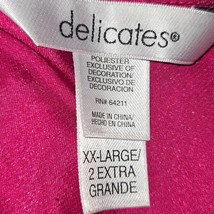 delicates®
POLIESTER
EXCLUSIVE OF
DECORATION/
EXCLUSIVO DE
DECORACION
RN# 64211
MADE IN CHINA/
HECHO EN CHINA
XX-LARGE/
2 EXTRA
GRANDE